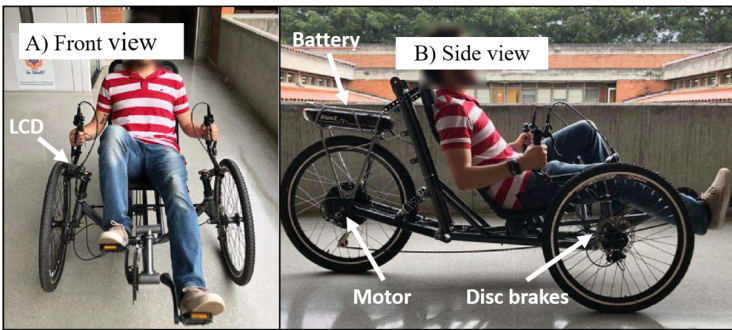 A) Front view
LCD
Battery
B) Side view
Motor
Disc brakes